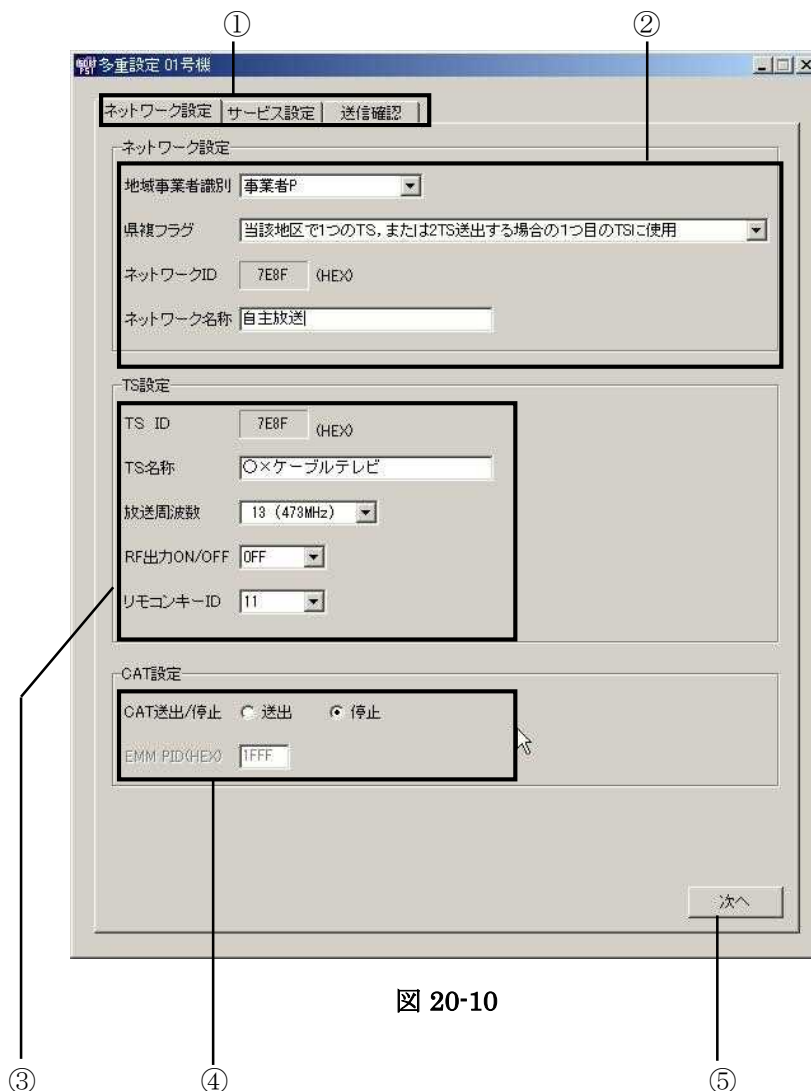 ① ②
多重設定 01号機
ネットワーク設定 サービス設定 送信確認
ネットワーク設定
地域事業者識別 事業者P
県複フラグ 当該地区で1つのTS,または2TS送出する場合の1つ目のTSに使用
ネットワークID 7E8F (HEX)
ネットワーク名称 自主放送
TS設定
TS ID 7E8F (HEX)
TS名称 〇×ケーブルテレビ
放送周波数 13 (473MHz)
RF出力ON/OFF OFF
リモコンキーID 11
CAT設定
CAT送出/停止 送出 停止
EMM PID(HEX) 1FFF
次へ
図 20-10
③ ④ ⑤